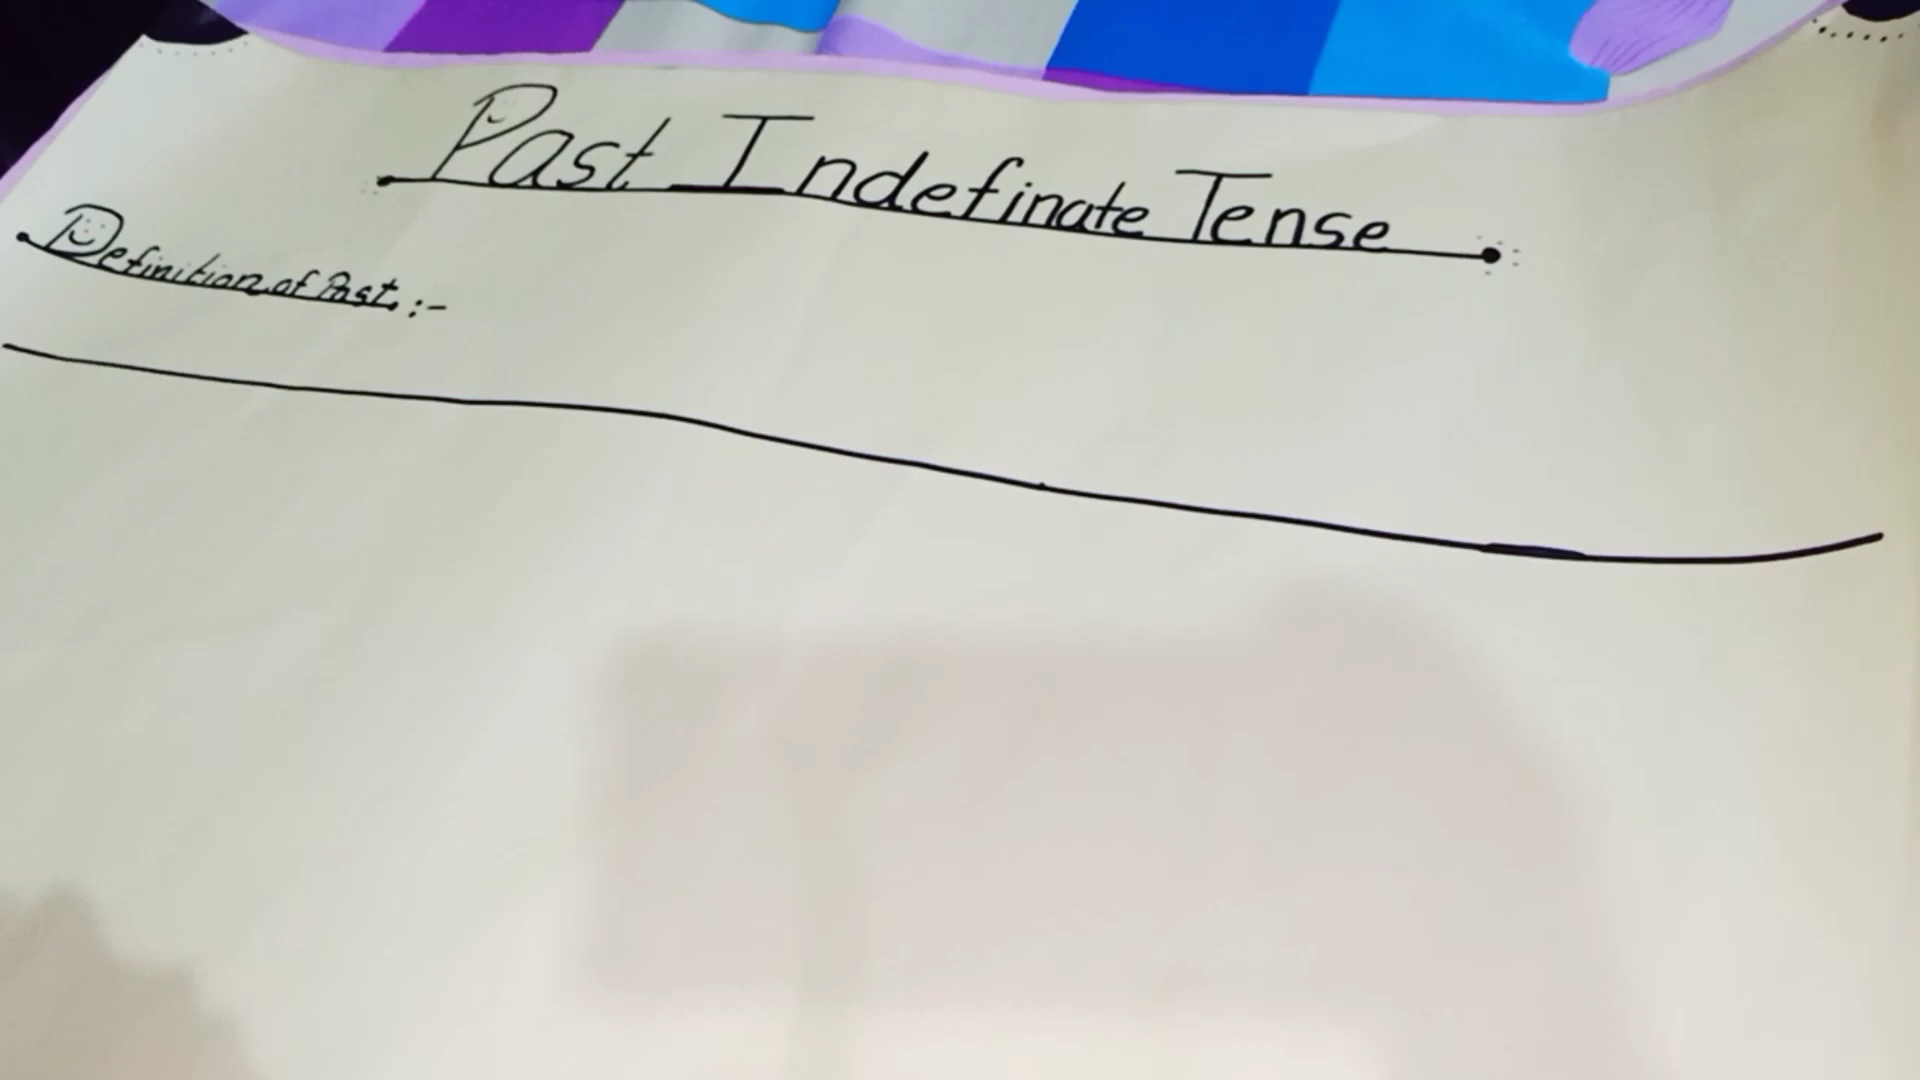 Past Indefinate Tense
Definition of Past :-